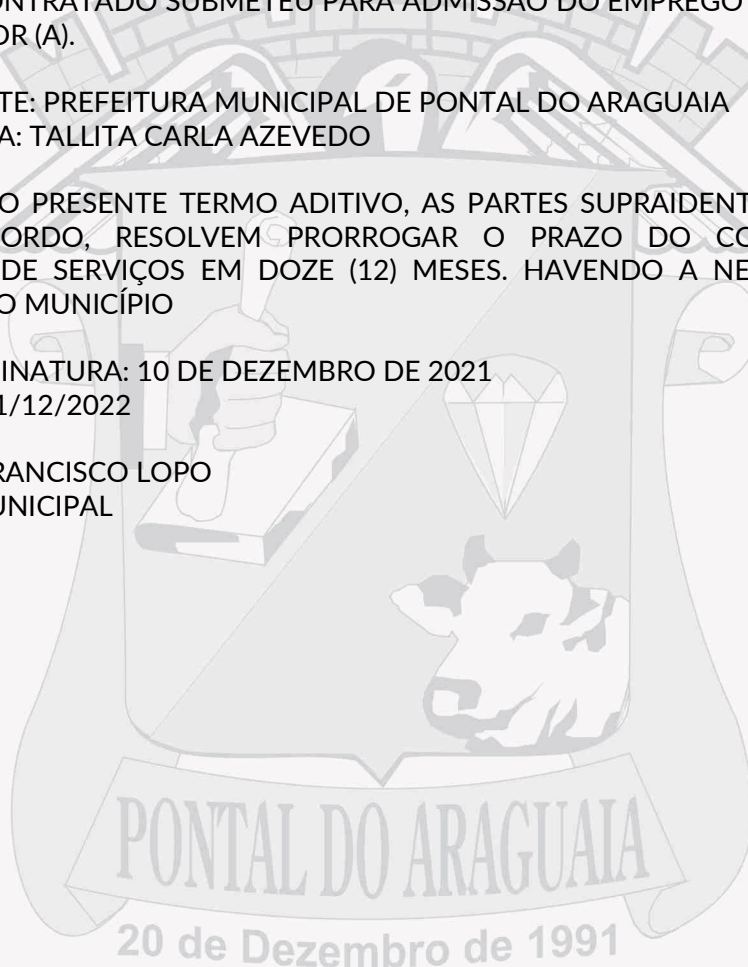 ONTRATADO SUBMETEU PARA ADMISSÃO DO EMPREGO
OR (A).
TE: PREFEITURA MUNICIPAL DE PONTAL DO ARAGUAIA
A: TALLITA CARLA AZEVEDO
O PRESENTE TERMO ADITIVO, AS PARTES SUPRAIDENT
ORDO, RESOLVEM PRORROGAR O PRAZO DO CO
DE SERVIÇOS EM DOZE (12) MESES. HAVENDO A NE
O MUNICÍPIO
INATURA: 10 DE DEZEMBRO DE 2021
1/12/2022
RANCISCO LOPO
UNICIPAL
PONTAL DO ARAGUAIA
20 de Dezembro de 1991